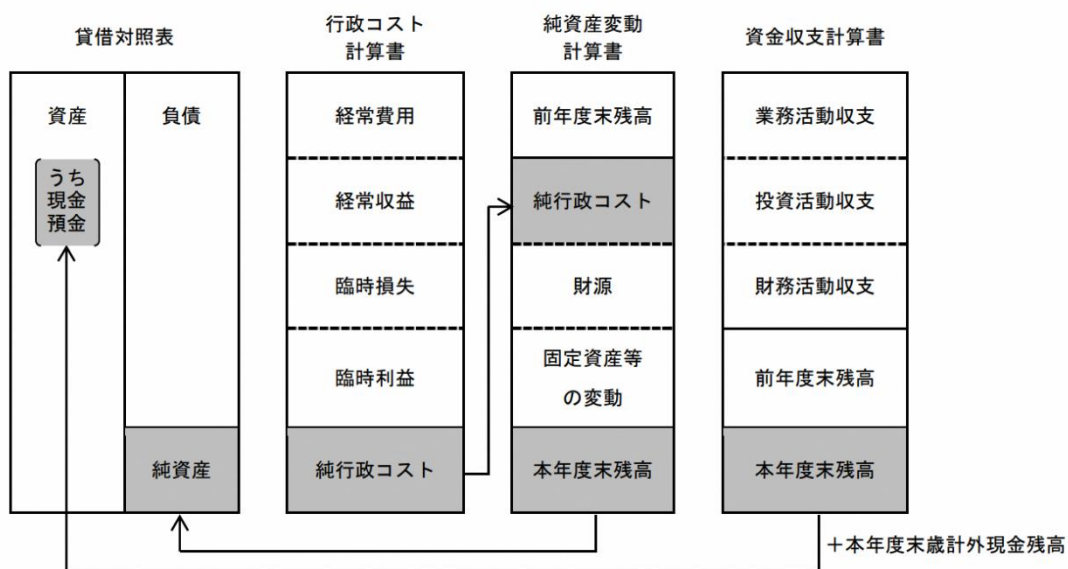 貸借対照表
行政コスト
計算書
純資産変動
計算書
資金収支計算書
資産
うち
現金
預金
負債
純資産
経常費用
経常収益
臨時損失
臨時利益
純行政コスト
前年度末残高
純行政コスト
財源
固定資産等
の変動
本年度末残高
業務活動収支
投資活動収支
財務活動収支
前年度末残高
本年度末残高
＋本年度末歳計外現金残高